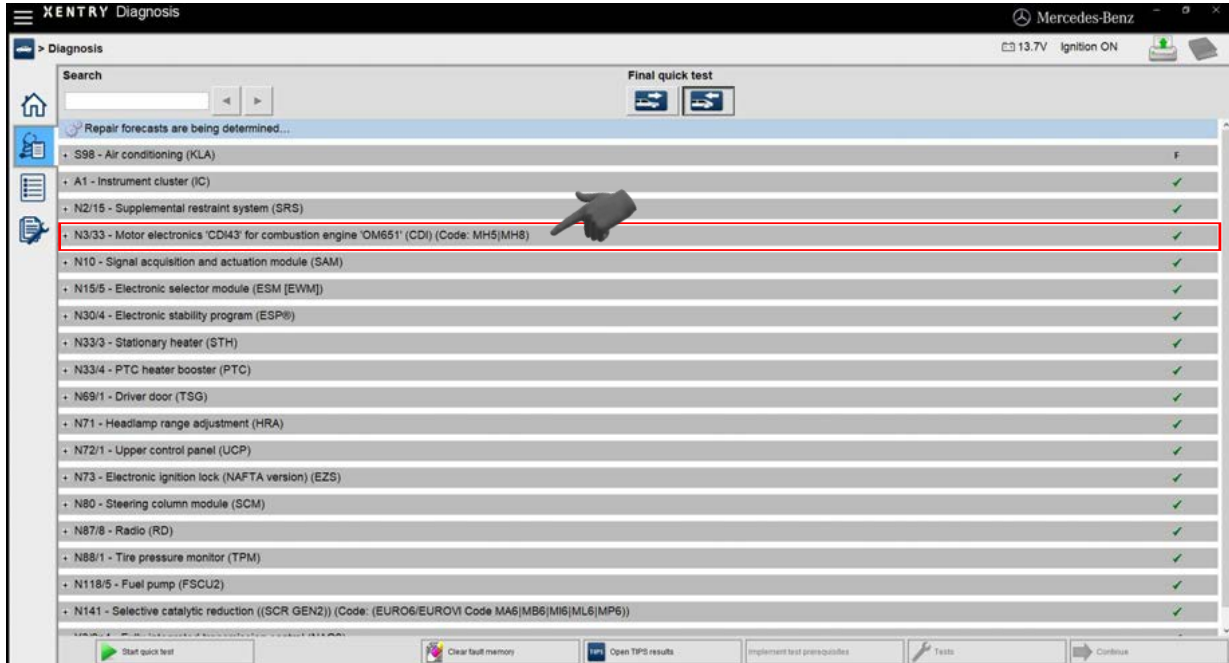 XENTRY Diagnosis
Mercedes-Benz
> Diagnosis
13.7V Ignition ON
Search
Final quick test
Repair forecasts are being determined...
+ S98 - Air conditioning (KLA) F
+ A1 - Instrument cluster (IC) ✓
+ N2/15 - Supplemental restraint system (SRS) ✓
+ N3/33 - Motor electronics 'CDI43' for combustion engine 'OM651' (CDI) (Code: MH5|MH8) ✓
+ N10 - Signal acquisition and actuation module (SAM) ✓
+ N15/5 - Electronic selector module (ESM [EWM]) ✓
+ N30/4 - Electronic stability program (ESP®) ✓
+ N33/3 - Stationary heater (STH) ✓
+ N33/4 - PTC heater booster (PTC) ✓
+ N69/1 - Driver door (TSG) ✓
+ N71 - Headlamp range adjustment (HRA) ✓
+ N72/1 - Upper control panel (UCP) ✓
+ N73 - Electronic ignition lock (NAFTA version) (EZS) ✓
+ N80 - Steering column module (SCM) ✓
+ N87/8 - Radio (RD) ✓
+ N88/1 - Tire pressure monitor (TPM) ✓
+ N118/5 - Fuel pump (FSCU2) ✓
+ N141 - Selective catalytic reduction ((SCR GEN2)) (Code: (EURO6/EUROVI Code MA6|MB6|MI6|ML6|MP6)) ✓
Start quick test
Clear fault memory
TIPS Open TIPS results
Implement test prerequisites
Tests
Continue